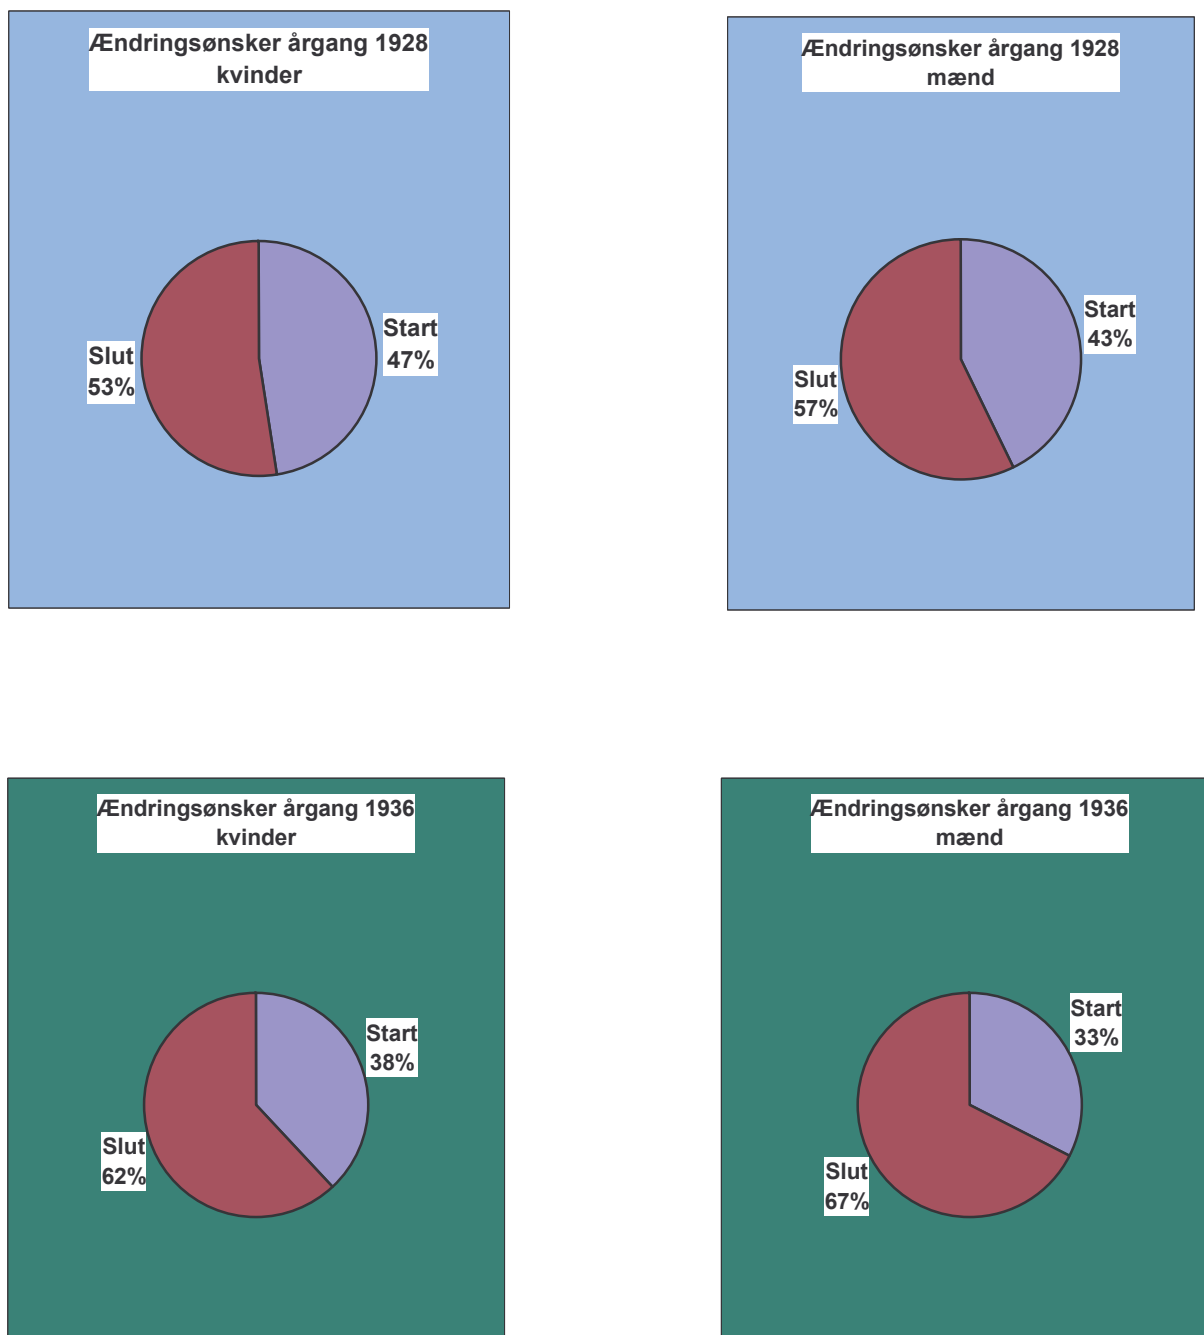 Ændringsønsker årgang 1928
kvinder
Start
47%
Slut
53%
Ændringsønsker årgang 1928
mænd
Start
43%
Slut
57%
Ændringsønsker årgang 1936
kvinder
Start
38%
Slut
62%
Ændringsønsker årgang 1936
mænd
Start
33%
Slut
67%